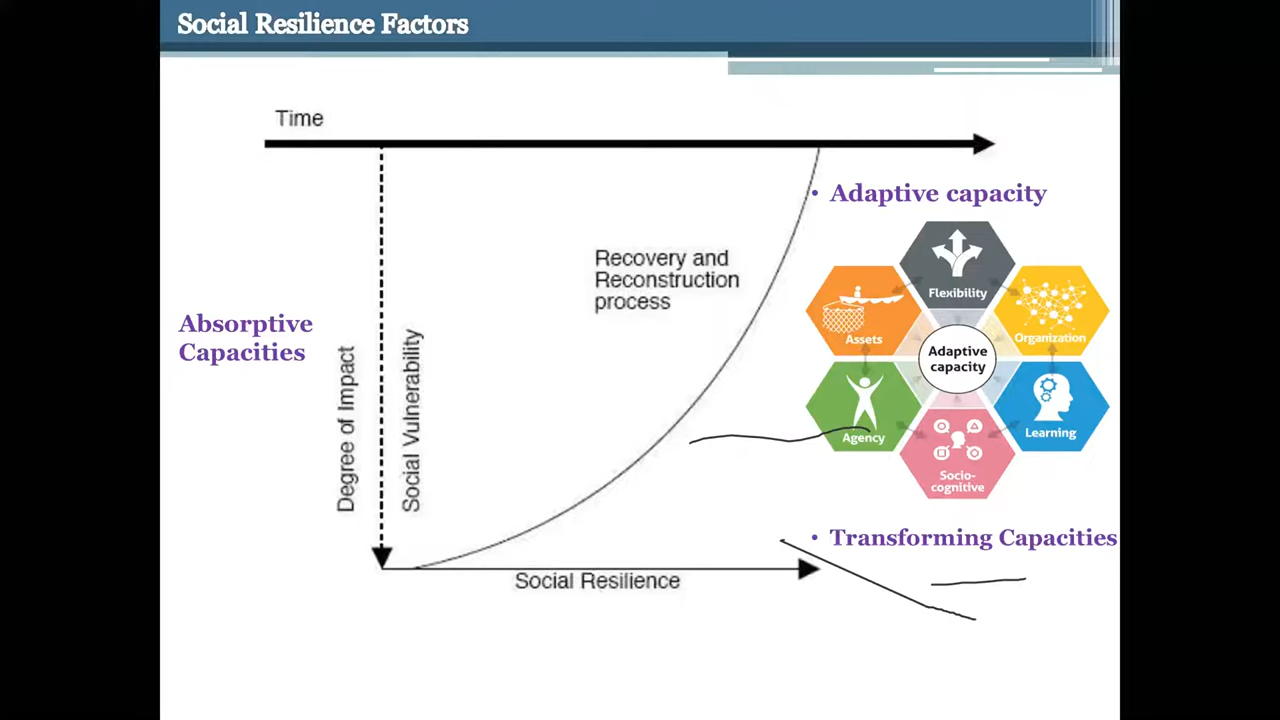 Social Resilience Factors
Time
Absorptive
Capacities
Degree of Impact
Social Vulnerability
Recovery and
Reconstruction
process
Social Resilience
• Adaptive capacity
Flexibility
Assets
Organization
Adaptive
capacity
Agency
Learning
Socio-
cognitive
• Transforming Capacities